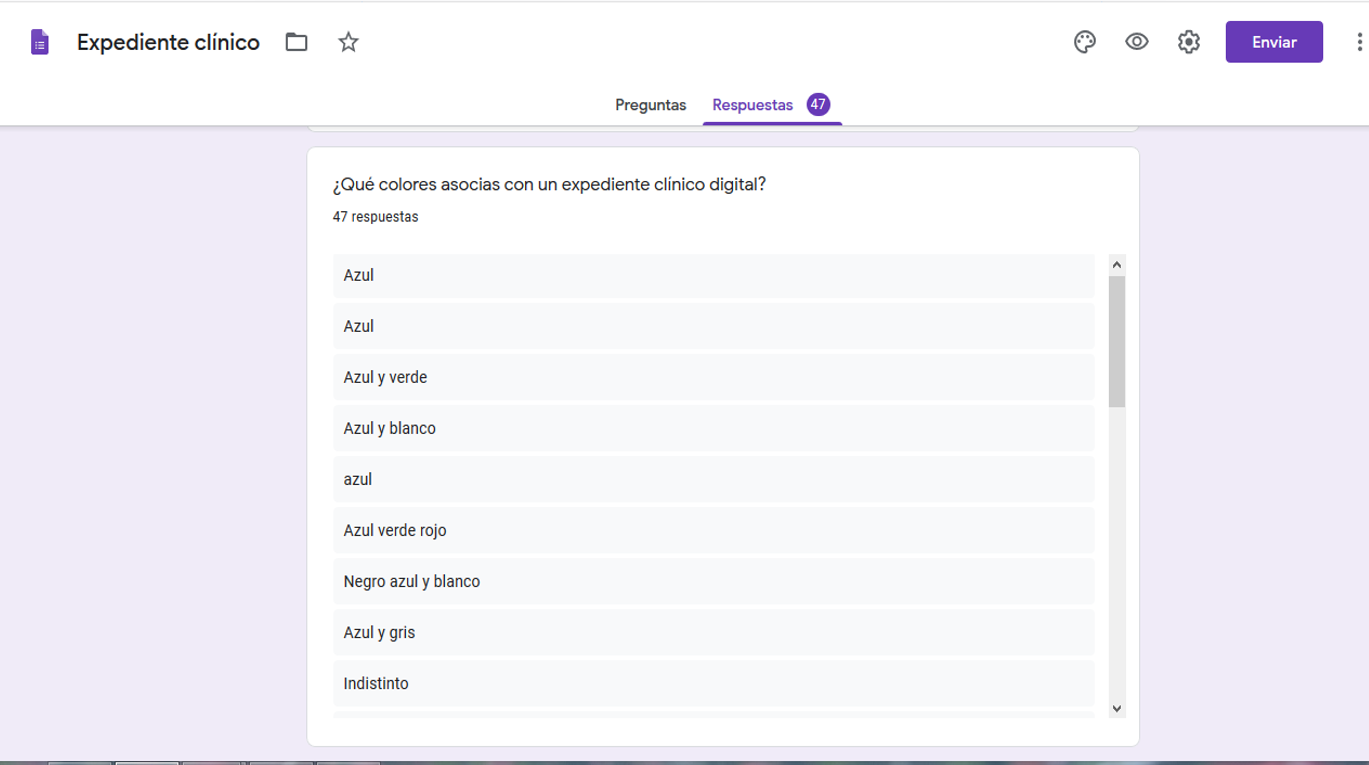 Expediente clínico
Enviar
Preguntas
Respuestas 47
¿Qué colores asocias con un expediente clínico digital?
47 respuestas
Azul
Azul
Azul y verde
Azul y blanco
azul
Azul verde rojo
Negro azul y blanco
Azul y gris
Indistinto